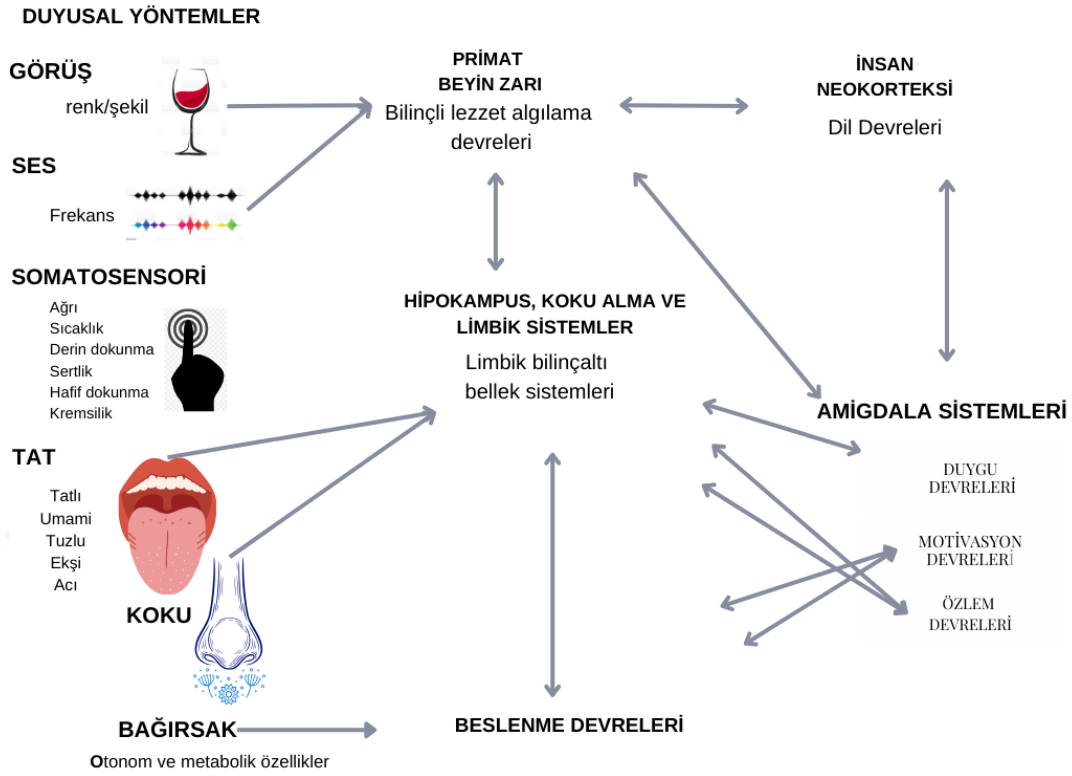 DUYUSAL YÖNTEMLER
GÖRÜŞ
renk/şekil
SES
Frekans
SOMATOSENSORİ
Ağrı
Sıcaklık
Derin dokunma
Sertlik
Hafif dokunma
Kremsilik
TAT
Tatlı
Umami
Tuzlu
Ekşi
Acı
KOKU
BAĞIRSAK
Otonom ve metabolik özellikler
PRİMAT
BEYİN ZARI
Bilinçli lezzet algılama
devreleri
HİPOKAMPUS, KOKU ALMA VE
LİMBİK SİSTEMLER
Limbik bilinçaltı
bellek sistemleri
BESLENME DEVRELERİ
İNSAN
NEOKORTEKSİ
Dil Devreleri
AMİGDALA SİSTEMLERİ
DUYGU
DEVRELERİ
MOTİVASYON
DEVRELERİ
ÖZLEM
DEVRELERİ